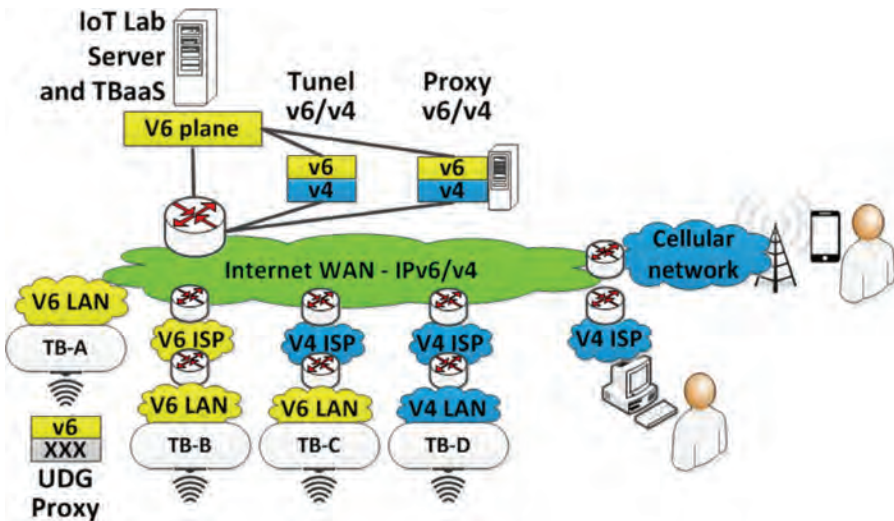 IoT Lab
Server
and TBaaS
Tunel
v6/v4
Proxy
v6/v4
V6 plane
v6
v4
v6
v4
Internet WAN - IPv6/v4
Cellular
network
V6 LAN
TB-A
V6 ISP
V4 ISP
V4 ISP
V4 ISP
V6 LAN
V6 LAN
V4 LAN
TB-B
TB-C
TB-D
v6
XXX
UDG
Proxy